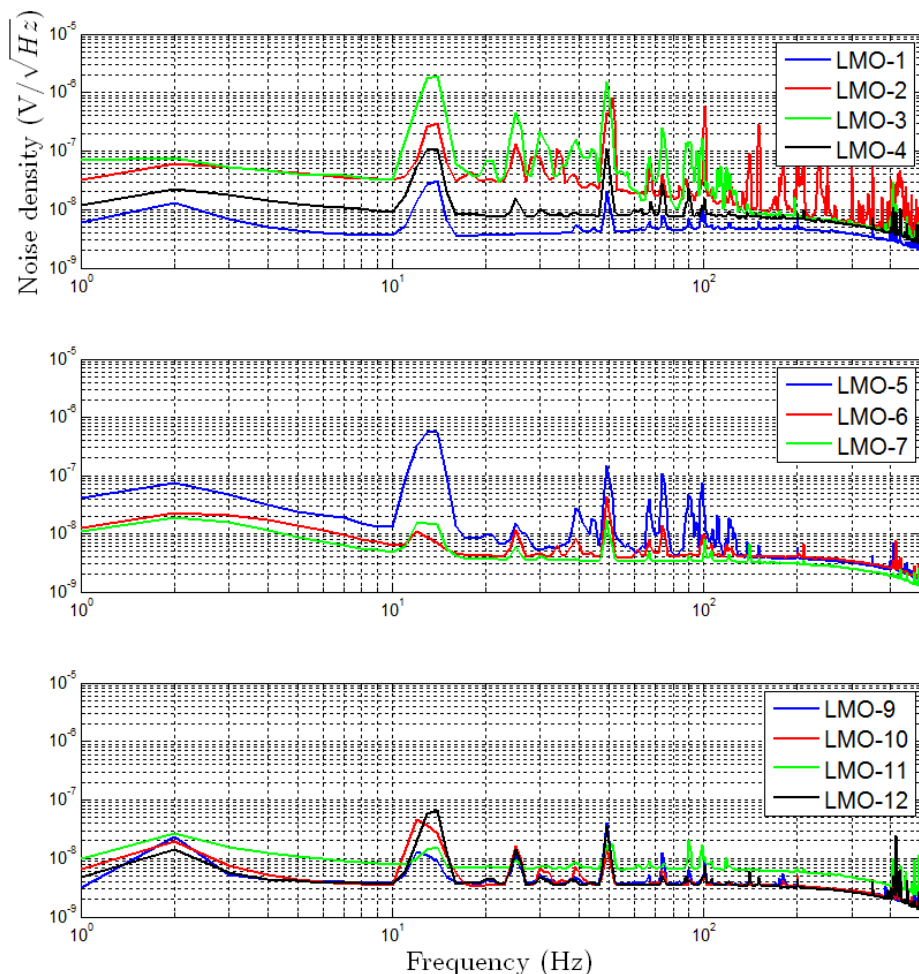 Noise density (V/√Hz)
10⁻⁵
10⁻⁶
10⁻⁷
10⁻⁸
10⁻⁹
10⁰
10¹
10²
LMO-1
LMO-2
LMO-3
LMO-4
10⁻⁵
10⁻⁶
10⁻⁷
10⁻⁸
10⁻⁹
10⁰
10¹
10²
LMO-5
LMO-6
LMO-7
10⁻⁵
10⁻⁶
10⁻⁷
10⁻⁸
10⁻⁹
10⁰
10¹
10²
LMO-9
LMO-10
LMO-11
LMO-12
Frequency (Hz)